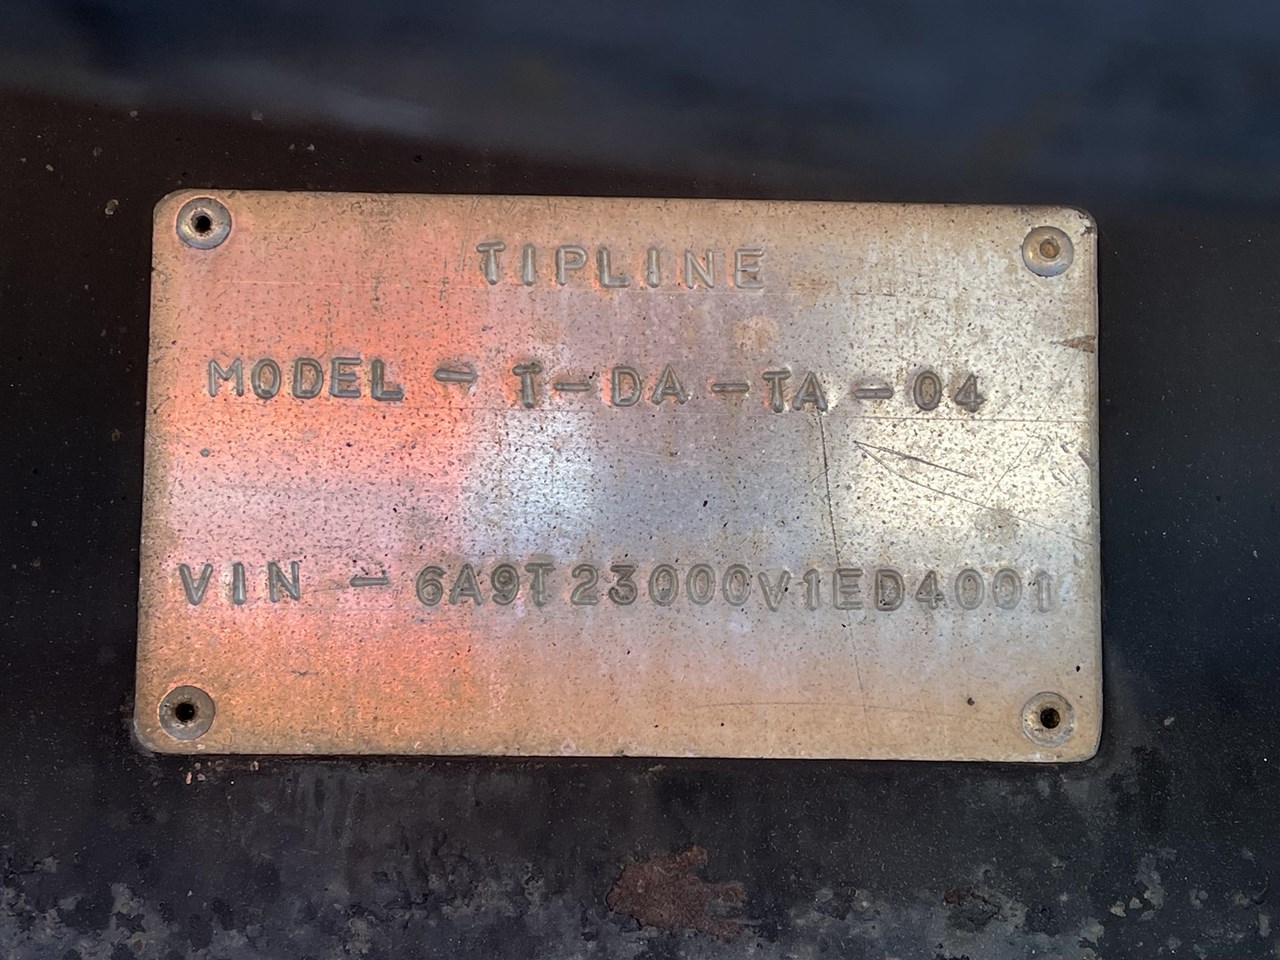 TIPLINE
MODEL - T-DA-TA-04
VIN - 6A9T23000V1ED4001